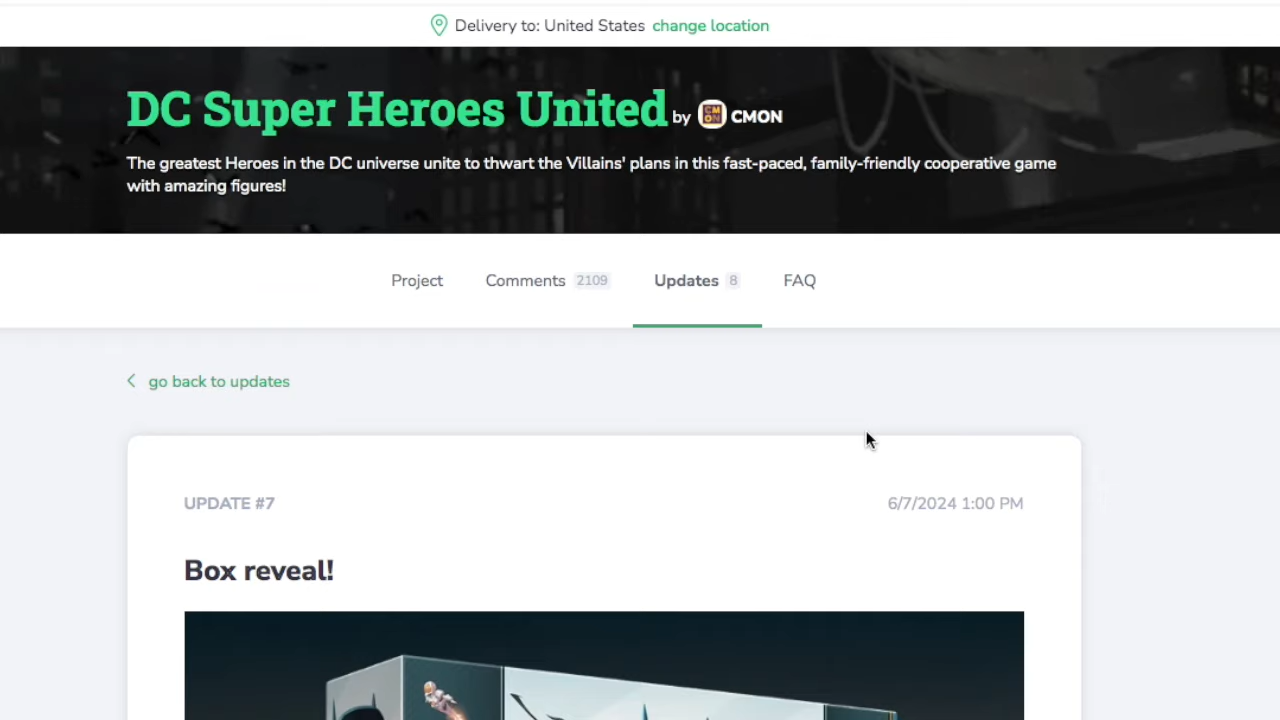 Delivery to: United States change location
DC Super Heroes United by CMON
The greatest Heroes in the DC universe unite to thwart the Villains' plans in this fast-paced, family-friendly cooperative game
with amazing figures!
Project Comments 2109 Updates 8 FAQ
go back to updates
UPDATE #7 6/7/2024 1:00 PM
Box reveal!